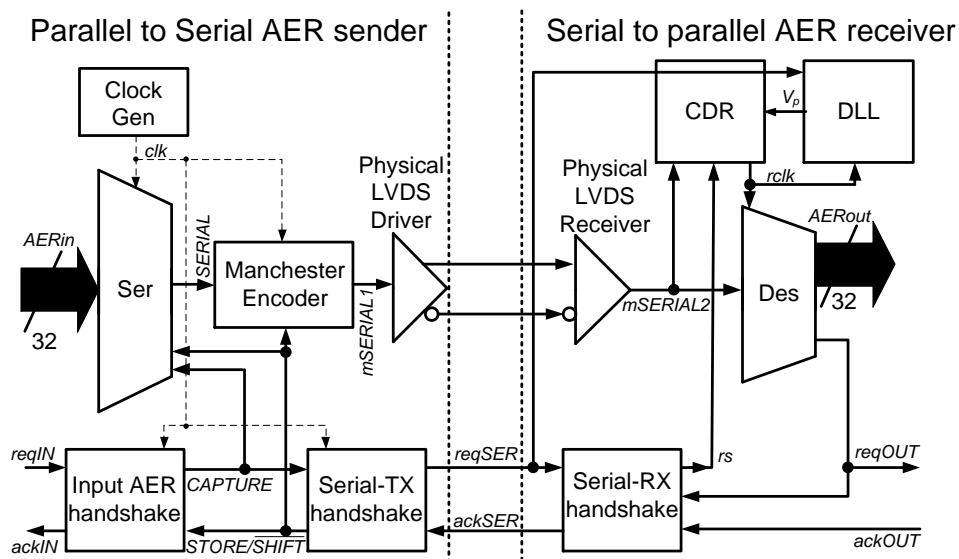 Parallel to Serial AER sender
Serial to parallel AER receiver
Clock
Gen
clk
CDR
Vp
DLL
rclk
Physical
LVDS
Driver
Physical
LVDS
Receiver
AERin
32
Ser
SERIAL
Manchester
Encoder
mSERIAL1
mSERIAL2
Des
AERout
32
reqIN
Input AER
handshake
ackIN
CAPTURE
STORE/SHIFT
Serial-TX
handshake
reqSER
ackSER
Serial-RX
handshake
rs
reqOUT
ackOUT